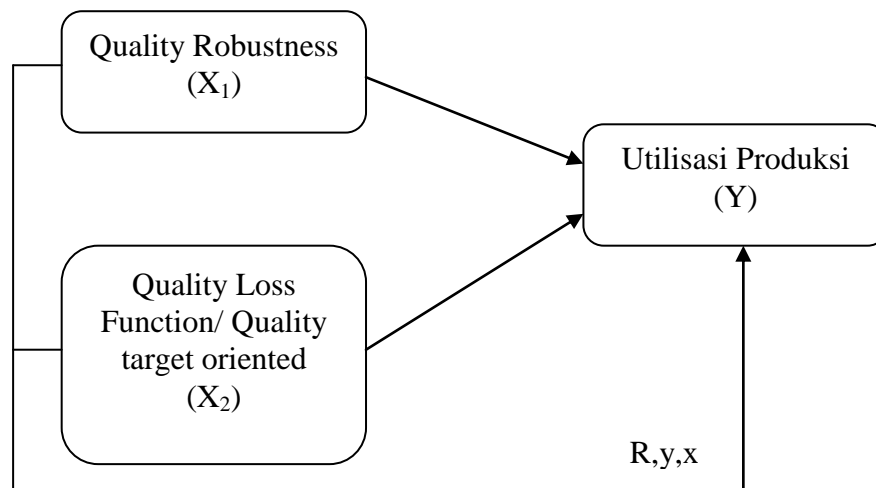 Quality Robustness
(X₁)
Utilisasi Produksi
(Y)
Quality Loss
Function/ Quality
target oriented
(X₂)
R,y,x